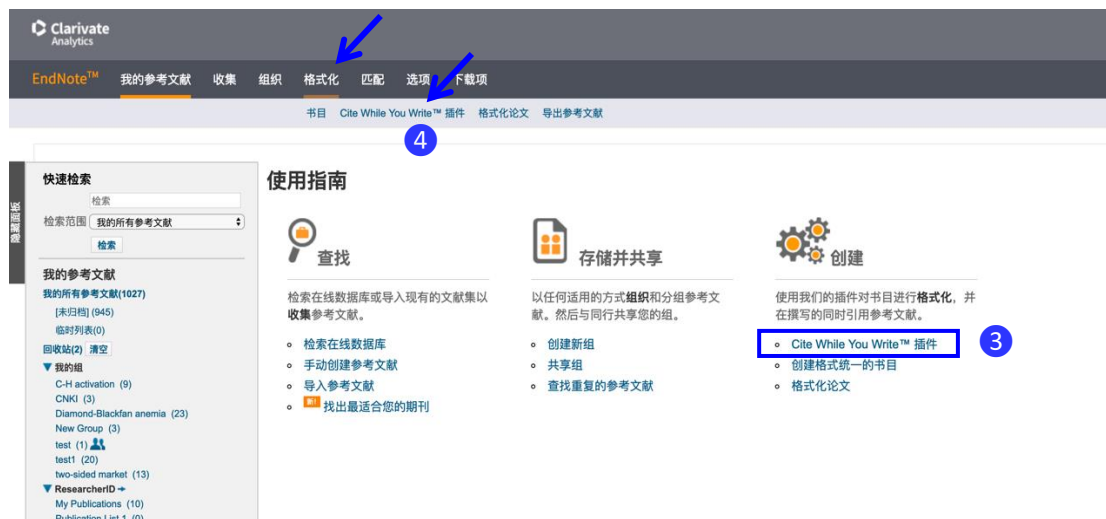 Clarivate
Analytics
EndNote™ 我的参考文献 收集 组织 格式化 匹配 选项 下载项
书目 Cite While You Write™ 插件 格式化论文 导出参考文献
4
隐藏面板
快速检索
检索
检索范围 我的所有参考文献
检索
我的参考文献
我的所有参考文献(1027)
[未归档] (945)
临时列表(0)
回收站(2) 清空
▼ 我的组
C-H activation (9)
CNKI (3)
Diamond-Blackfan anemia (23)
New Group (3)
test (1)
test1 (20)
two-sided market (13)
▼ ResearcherID
My Publications (10)
Publication List 1 (0)
使用指南
查找
检索在线数据库或导入现有的文献集以
收集参考文献。
检索在线数据库
手动创建参考文献
导入参考文献
新! 找出最适合您的期刊
存储并共享
以任何适用的方式组织和分组参考文
献。然后与同行共享您的组。
创建新组
共享组
查找重复的参考文献
创建
使用我们的插件对书目进行格式化，并
在撰写的同时引用参考文献。
Cite While You Write™ 插件
3
创建格式统一的书目
格式化论文